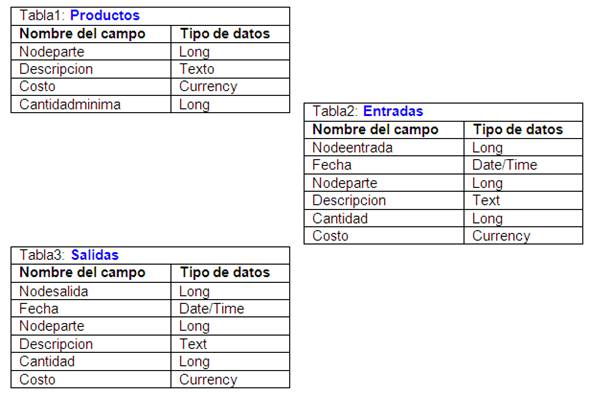 Tabla1: Productos
Nombre del campo Tipo de datos
Nodeparte Long
Descripcion Texto
Costo Currency
Cantidadminima Long
Tabla2: Entradas
Nombre del campo Tipo de datos
Nodeentrada Long
Fecha Date/Time
Nodeparte Long
Descripcion Text
Cantidad Long
Costo Currency
Tabla3: Salidas
Nombre del campo Tipo de datos
Nodesalida Long
Fecha Date/Time
Nodeparte Long
Descripcion Text
Cantidad Long
Costo Currency